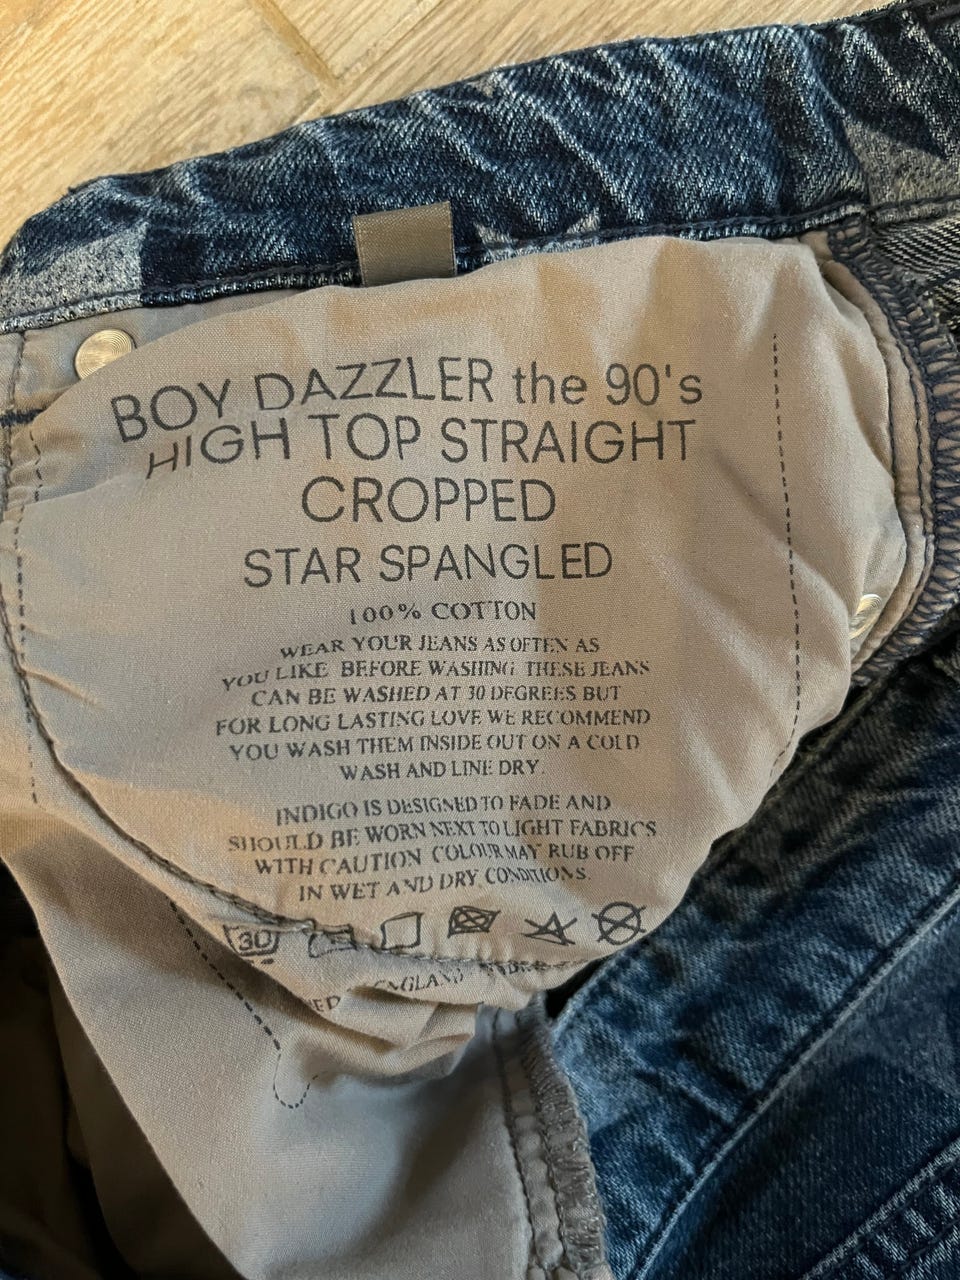 BOY DAZZLER the 90's
HIGH TOP STRAIGHT
CROPPED
STAR SPANGLED
100% COTTON
WEAR YOUR JEANS AS OFTEN AS
YOU LIKE BEFORE WASHING THESE JEANS
CAN BE WASHED AT 30 DEGREES BUT
FOR LONG LASTING LOVE WE RECOMMEND
YOU WASH THEM INSIDE OUT ON A COLD
WASH AND LINE DRY.
INDIGO IS DESIGNED TO FADE AND
SHOULD BE WORN NEXT TO LIGHT FABRICS
WITH CAUTION COLOUR MAY RUB OFF
IN WET AND DRY CONDITIONS.
30
ENGLAND